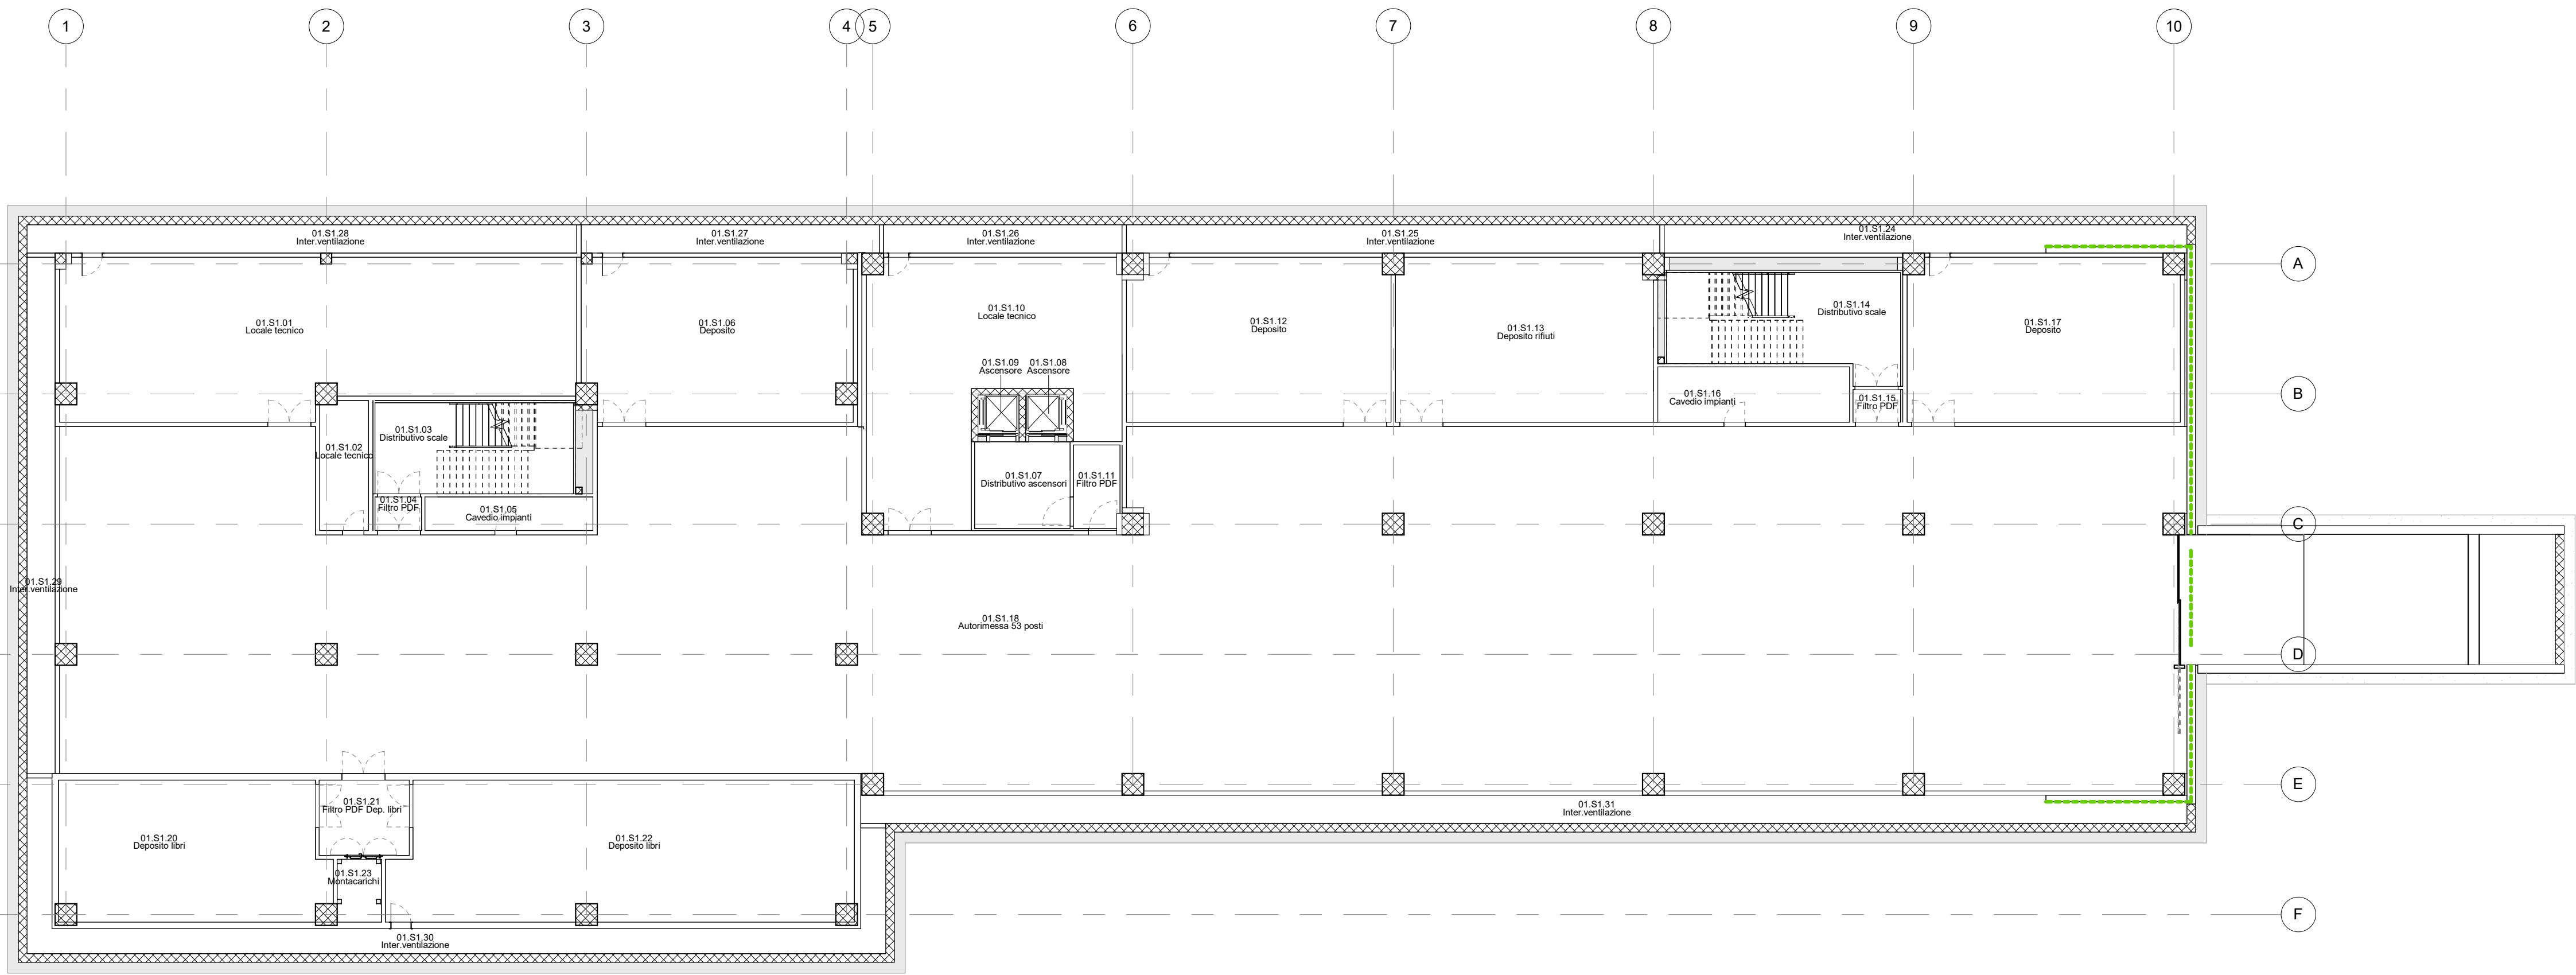 1
2
3
4
5
6
7
8
9
10
01.S1.28
Inter.ventilazione
01.S1.27
Inter.ventilazione
01.S1.26
Inter.ventilazione
01.S1.25
Inter.ventilazione
01.S1.24
Inter.ventilazione
A
01.S1.01
Locale tecnico
01.S1.06
Deposito
01.S1.10
Locale tecnico
01.S1.12
Deposito
01.S1.13
Deposito rifiuti
01.S1.14
Distributivo scale
01.S1.17
Deposito
01.S1.09
Ascensore
01.S1.08
Ascensore
B
01.S1.16
Cavedio impianti
01.S1.15
Filtro PDF
01.S1.03
Distributivo scale
01.S1.02
Locale tecnico
01.S1.07
Distributivo ascensori
01.S1.11
Filtro PDF
01.S1.04
Filtro PDF
01.S1.05
Cavedio impianti
C
01.S1.29
Inter.ventilazione
01.S1.18
Autorimessa 53 posti
D
E
01.S1.21
Filtro PDF Dep. libri
01.S1.31
Inter.ventilazione
01.S1.20
Deposito libri
01.S1.22
Deposito libri
01.S1.23
Montacarichi
F
01.S1.30
Inter.ventilazione